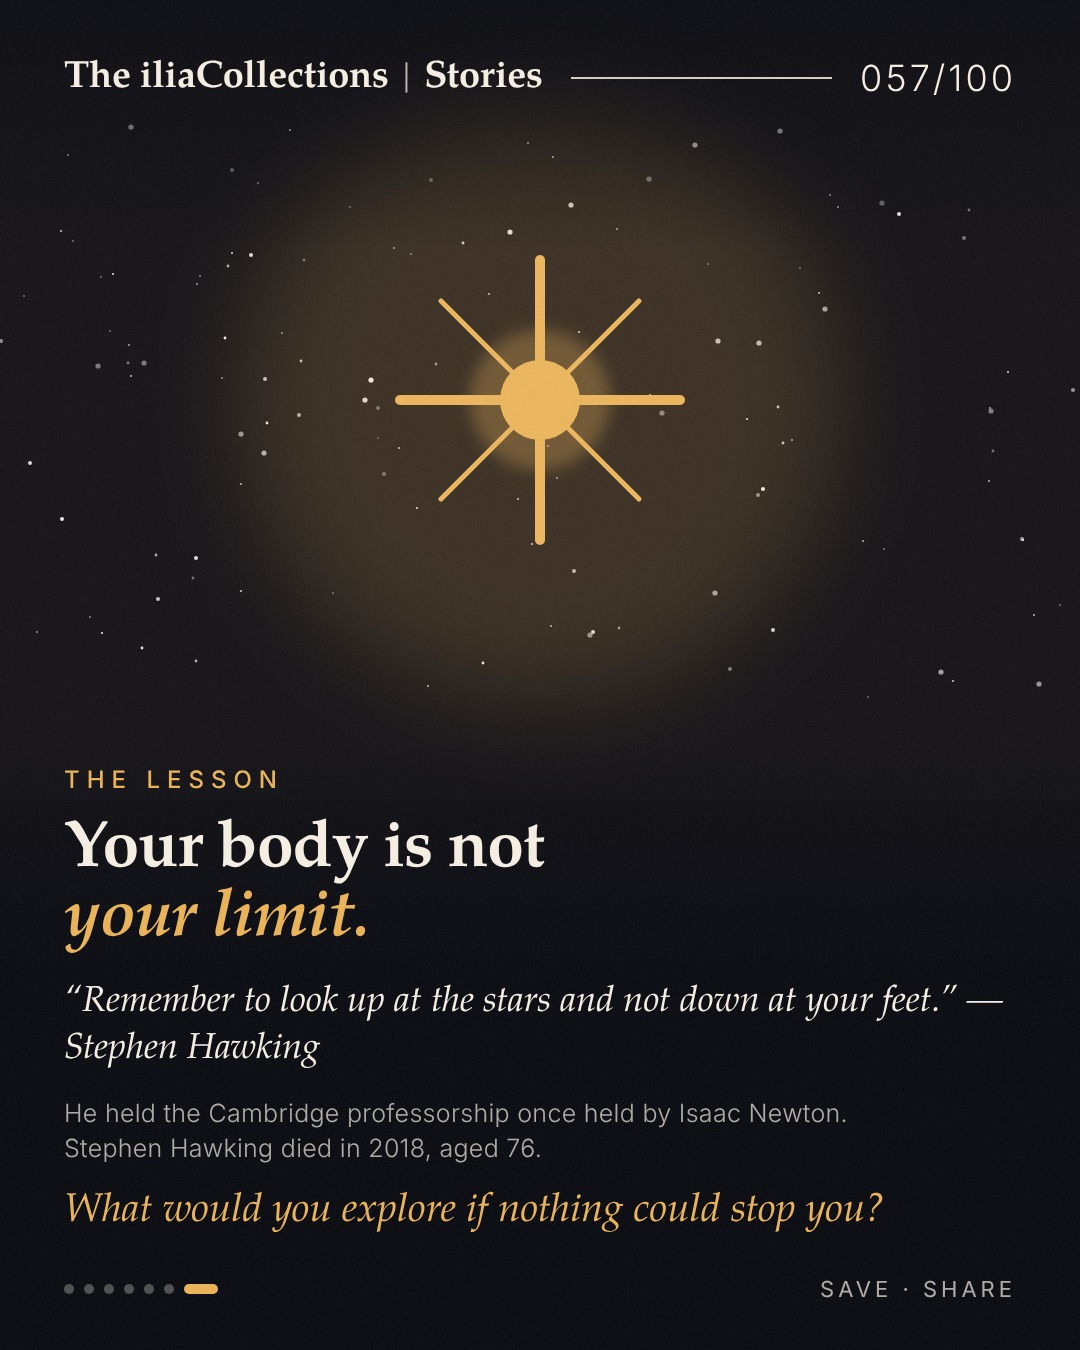 The iliaCollections | Stories 057/100
THE LESSON
Your body is not
your limit.
“Remember to look up at the stars and not down at your feet.” —
Stephen Hawking
He held the Cambridge professorship once held by Isaac Newton.
Stephen Hawking died in 2018, aged 76.
What would you explore if nothing could stop you?
SAVE · SHARE